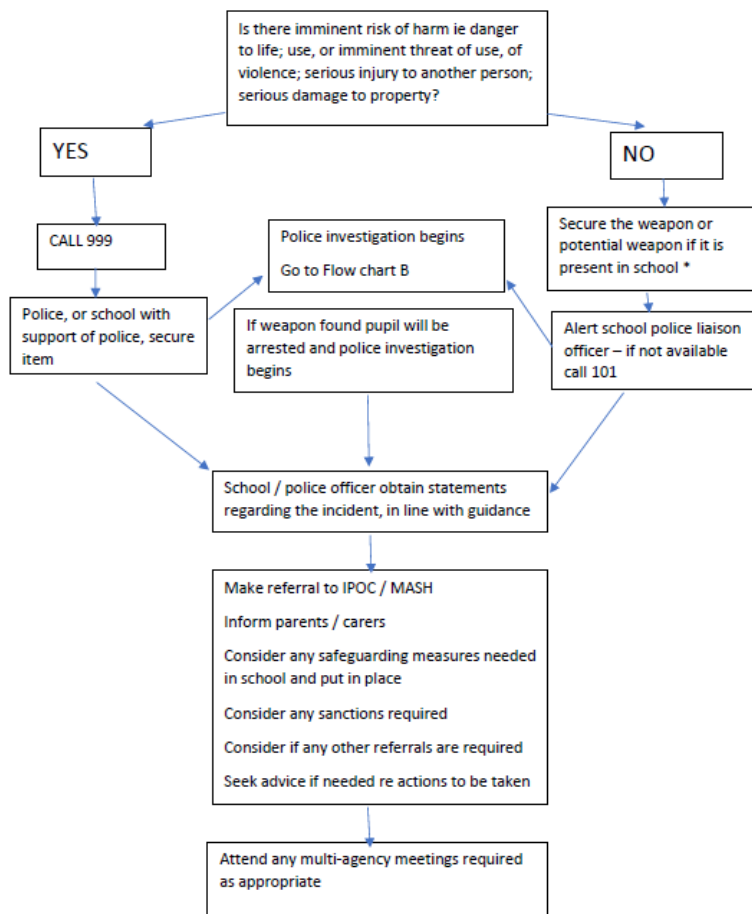 Is there imminent risk of harm ie danger
to life; use, or imminent threat of use, of
violence; serious injury to another person;
serious damage to property?
YES
NO
CALL 999
Police investigation begins
Go to Flow chart B
Secure the weapon or
potential weapon if it is
present in school *
Police, or school with
support of police, secure
item
If weapon found pupil will be
arrested and police investigation
begins
Alert school police liaison
officer – if not available
call 101
School / police officer obtain statements
regarding the incident, in line with guidance
Make referral to IPOC / MASH
Inform parents / carers
Consider any safeguarding measures needed
in school and put in place
Consider any sanctions required
Consider if any other referrals are required
Seek advice if needed re actions to be taken
Attend any multi-agency meetings required
as appropriate